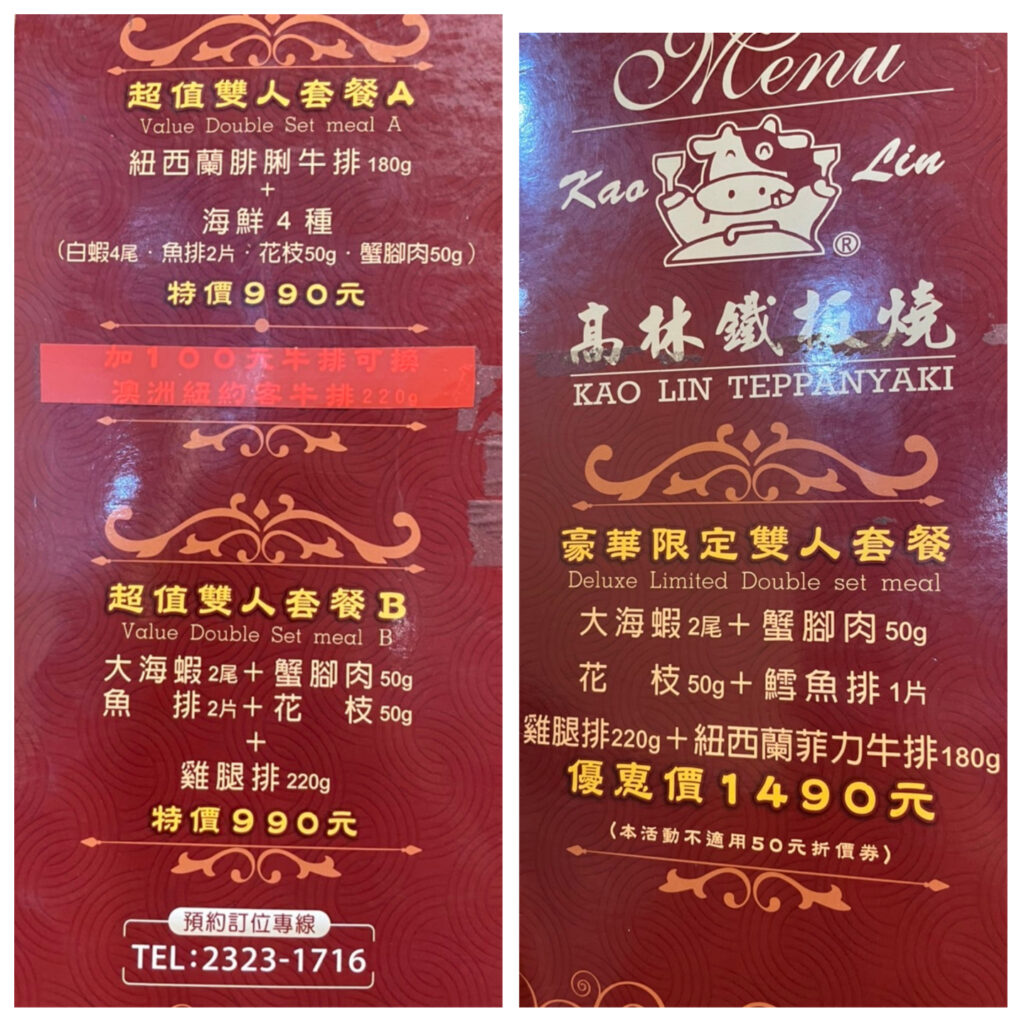 超值雙人套餐A
Value Double Set meal A
紐西蘭腓脷牛排180g
+
海鮮4種
(白蝦4尾·魚排2片·花枝50g·蟹腳肉50g)
特價990元
加100元牛排可換
澳洲紐約客牛排220g
超值雙人套餐B
Value Double Set meal B
大海蝦2尾+蟹腳肉50g
魚 排2片+花 枝50g
+
雞腿排220g
特價990元
預約訂位專線
TEL:2323-1716
Menu
Kao Lin
®
高林鐵板燒
KAO LIN TEPPANYAKI
豪華限定雙人套餐
Deluxe Limited Double set meal
大海蝦2尾+蟹腳肉50g
花 枝50g+鱈魚排1片
雞腿排220g+紐西蘭菲力牛排180g
優惠價1490元
(本活動不適用50元折價券)